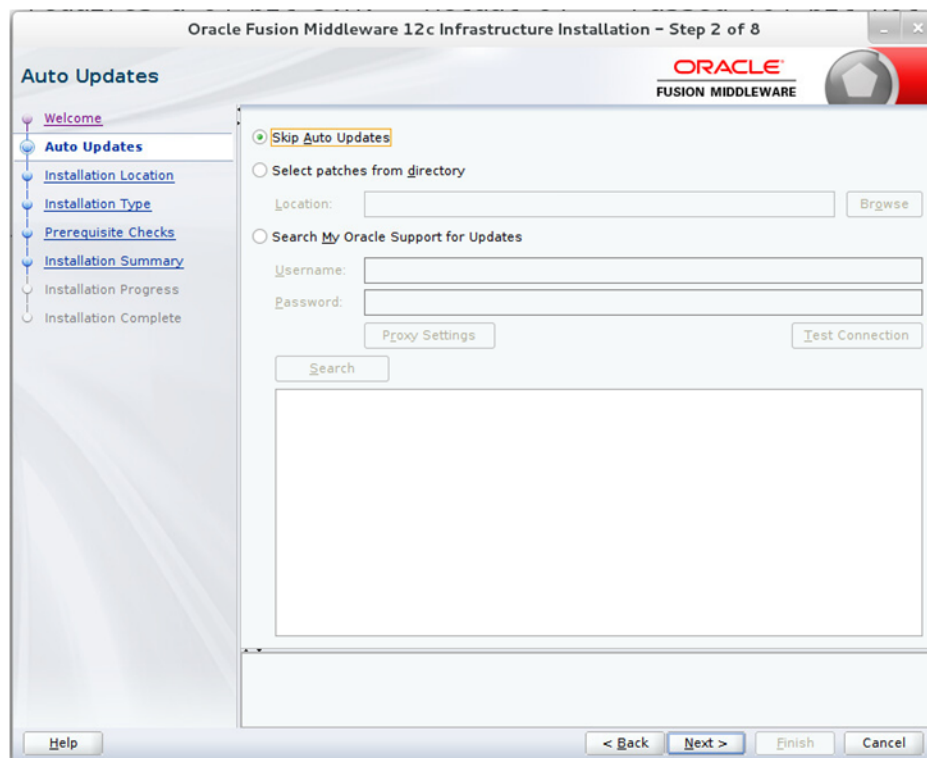 Oracle Fusion Middleware 12c Infrastructure Installation – Step 2 of 8
Auto Updates
ORACLE
FUSION MIDDLEWARE
Welcome
Auto Updates
Installation Location
Installation Type
Prerequisite Checks
Installation Summary
Installation Progress
Installation Complete
Skip Auto Updates
Select patches from directory
Location:
Browse
Search My Oracle Support for Updates
Username:
Password:
Proxy Settings
Test Connection
Search
Help
< Back
Next >
Finish
Cancel